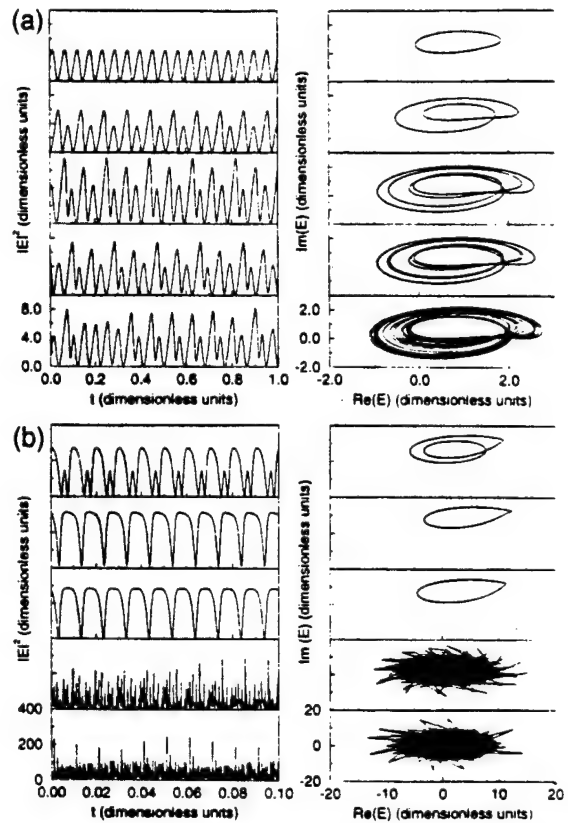 (a)
|E|² (dimensionless units)
8.0
4.0
0.0
0.0 0.2 0.4 0.6 0.8 1.0
t (dimensionless units)
Im(E) (dimensionless units)
2.0
0.0
-2.0
-2.0 0.0 2.0
Re(E) (dimensionless units)
(b)
|E|² (dimensionless units)
400
200
0
0.00 0.02 0.04 0.06 0.08 0.10
t (dimensionless units)
Im (E) (dimensionless units)
20
0
-20
-20 -10 0 10 20
Re(E) (dimensionless units)